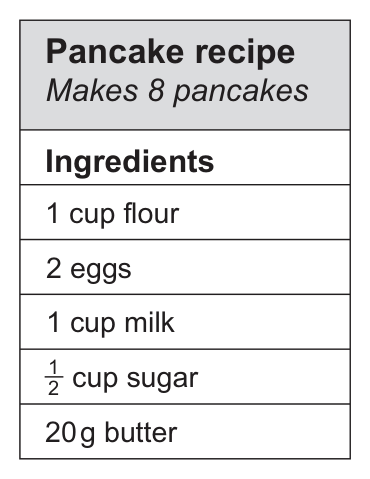 Pancake recipe
Makes 8 pancakes
Ingredients
1 cup flour
2 eggs
1 cup milk
1/2 cup sugar
20 g butter